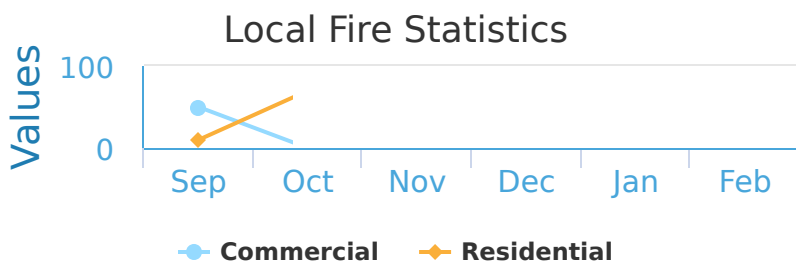 Local Fire Statistics
Values
100
0
Sep Oct Nov Dec Jan Feb
Commercial Residential